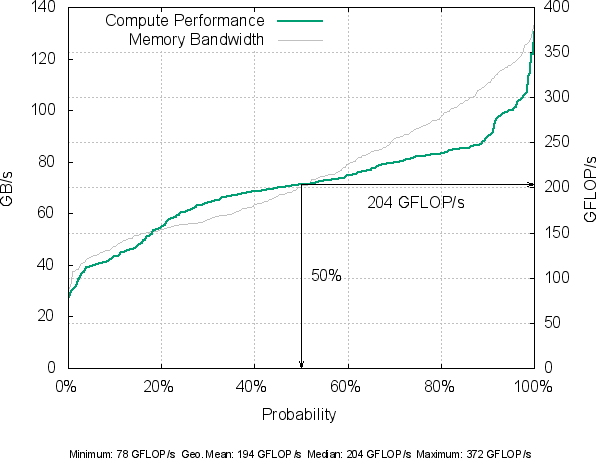 140 400
Compute Performance
Memory Bandwidth
120 350
100 300
80 250
60 200
40 150
20 100
0 50
0
GB/s
GFLOP/s
204 GFLOP/s
50%
0% 20% 40% 60% 80% 100%
Probability
Minimum: 78 GFLOP/s Geo. Mean: 194 GFLOP/s Median: 204 GFLOP/s Maximum: 372 GFLOP/s